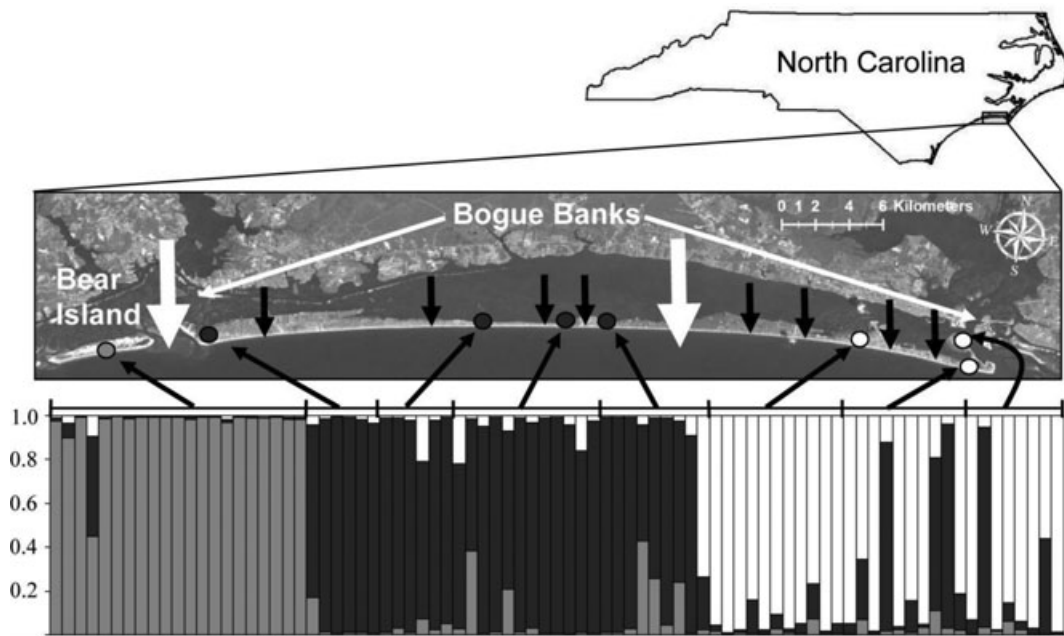 North Carolina
Bogue Banks
0 1 2 4 6 Kilometers
N
W
E
S
Bear
Island
1.0
0.8
0.6
0.4
0.2